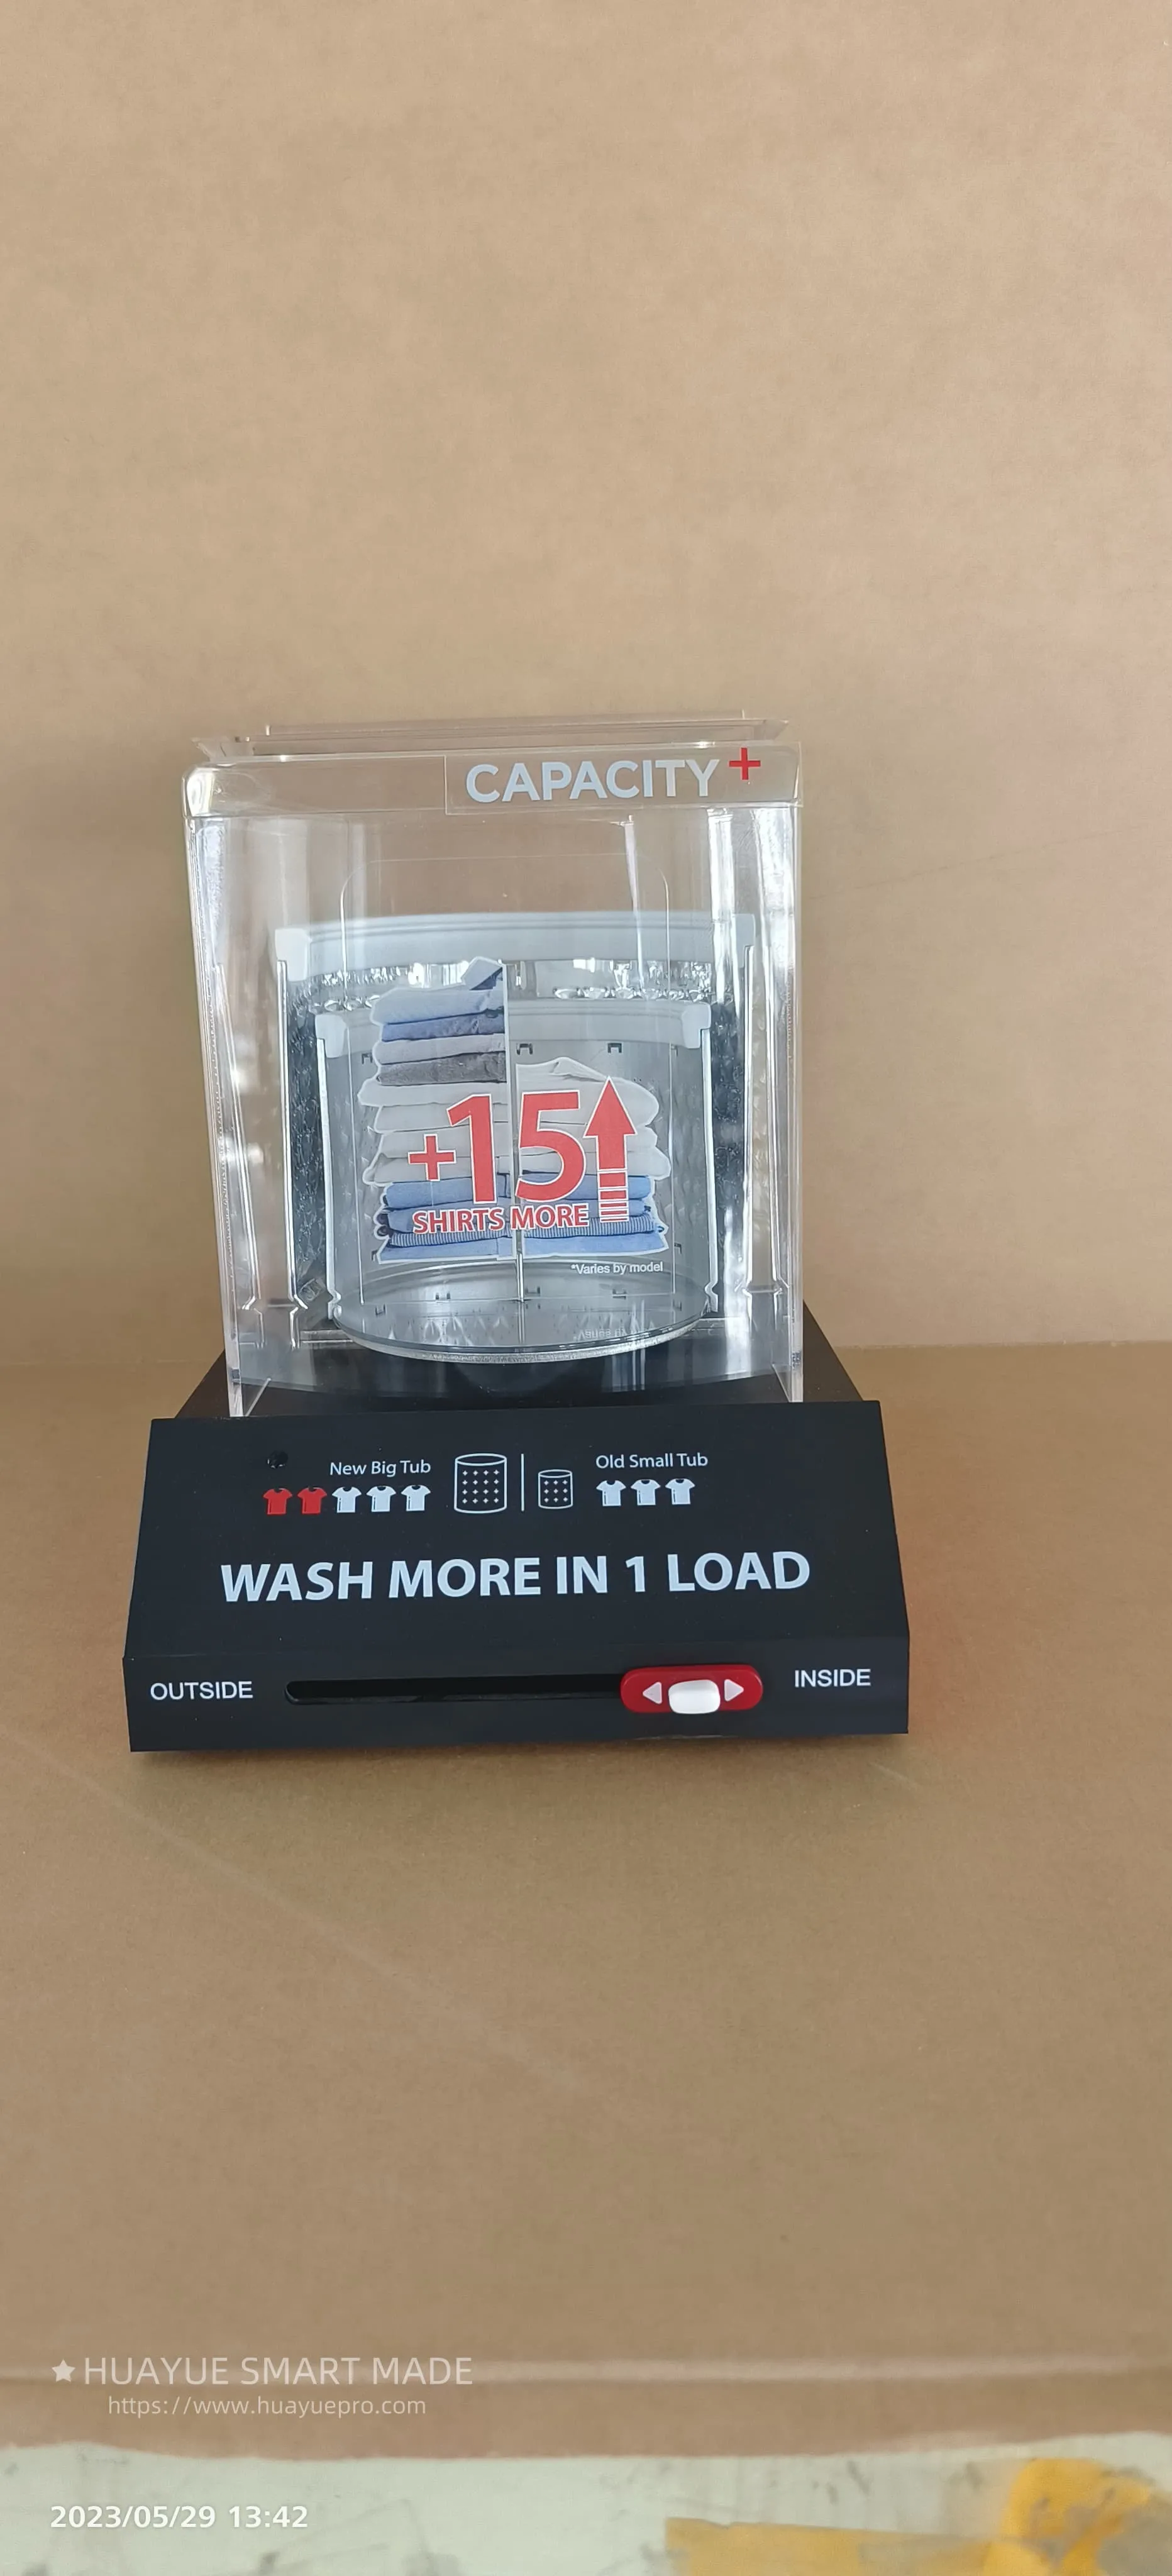 CAPACITY+
+15
SHIRTS MORE
*Varies by model
New Big Tub
Old Small Tub
WASH MORE IN 1 LOAD
OUTSIDE
INSIDE
HUAYUE SMART MADE
https://www.huayuepro.com
2023/05/29 13:42